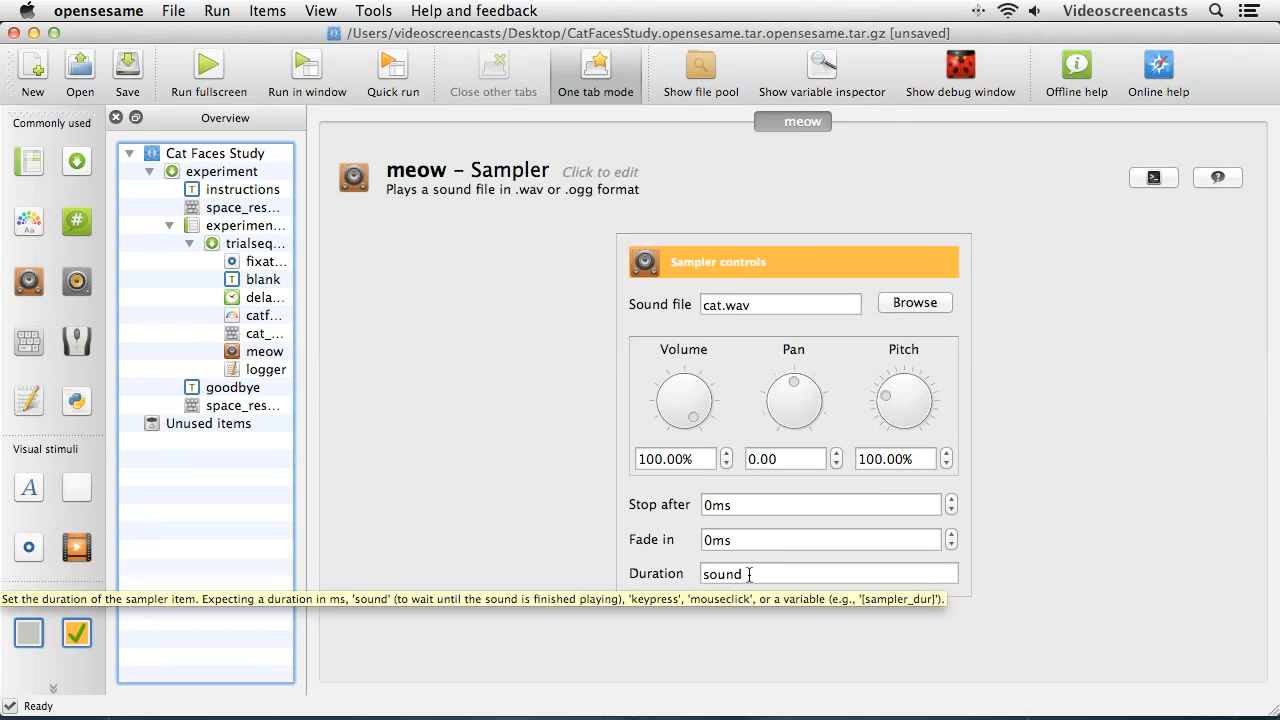 opensesame File Run Items View Tools Help and feedback Videoscreencasts
/Users/videoscreencasts/Desktop/CatFacesStudy.opensesame.tar.opensesame.tar.gz [unsaved]
New Open Save Run fullscreen Run in window Quick run Close other tabs One tab mode Show file pool Show variable inspector Show debug window Offline help Online help
Commonly used
Overview
meow
Cat Faces Study
experiment
instructions
space_res...
experimen...
trialseq...
fixat...
blank
dela...
catf...
cat_...
meow
logger
goodbye
space_res...
Unused items
Aa
#
Visual stimuli
A
meow – Sampler Click to edit
Plays a sound file in .wav or .ogg format
Sampler controls
Sound file cat.wav Browse
Volume Pan Pitch
100.00% 0.00 100.00%
Stop after 0ms
Fade in 0ms
Duration sound
Set the duration of the sampler item. Expecting a duration in ms, 'sound' (to wait until the sound is finished playing), 'keypress', 'mouseclick', or a variable (e.g., '[sampler_dur]').
Ready